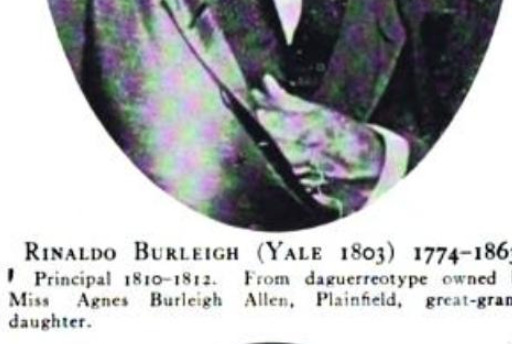 RINALDO BURLEIGH (YALE 1803) 1774-1863
Principal 1810-1812. From daguerreotype owned
Miss Agnes Burleigh Allen, Plainfield, great-gran
daughter.